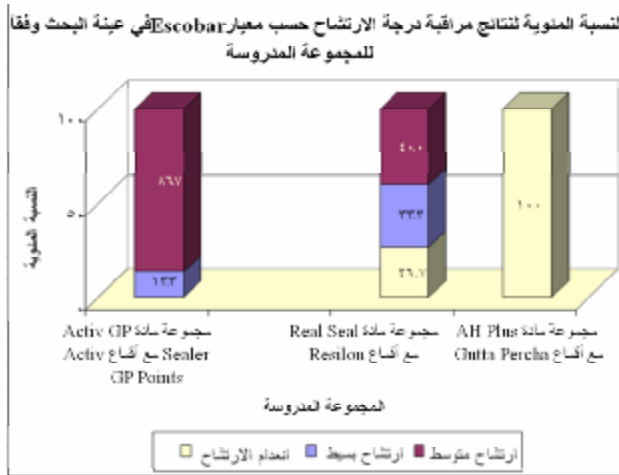 النسبة المئوية لنتائج مراقبة درجة الارتشاح حسب معيار Escobar في عينة البحث وفقا
للمجموعة المدروسة
النسبة المئوية
١٠٠
٥٠
٠
٨٦.٧
١٣.٣
٤٠.٠
٣٣.٣
٢٦.٧
١٠٠
مجموعة مادة Activ GP
Sealer مع أقماع Activ
GP Points
مجموعة مادة Real Seal
مع أقماع Resilon
مجموعة مادة AH Plus
مع أقماع Gutta Percha
المجموعة المدروسة
انعدام الارتشاح
ارتشاح بسيط
ارتشاح متوسط